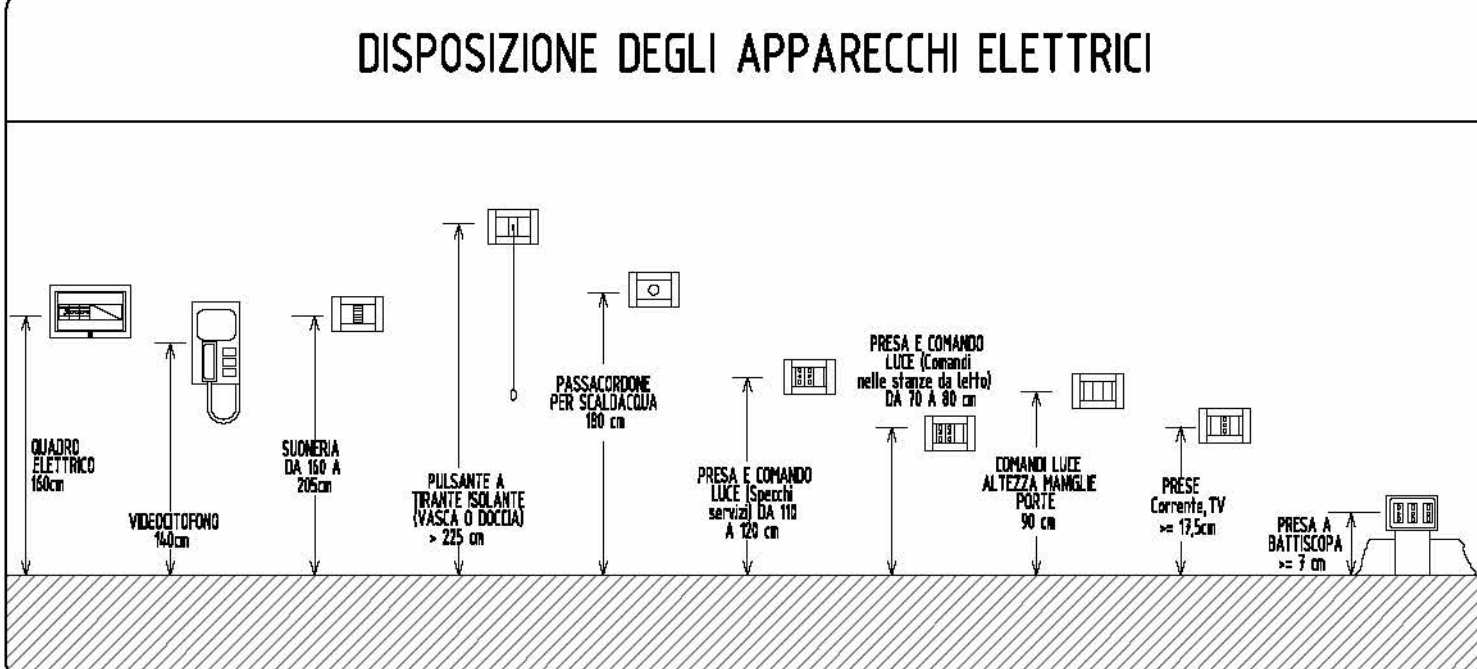 DISPOSIZIONE DEGLI APPARECCHI ELETTRICI
QUADRO
ELETTRICO
160cm
VIDEOCITOFONO
140cm
SUONERIA
DA 160 A
205cm
PULSANTE A
TIRANTE ISOLANTE
(VASCA O DOCCIA)
> 225 cm
PASSACORDONE
PER SCALDACQUA
180 cm
PRESA E COMANDO
LUCE (Specchi
servizi) DA 110
A 120 cm
PRESA E COMANDO
LUCE (Comandi
nelle stanze da letto)
DA 70 A 80 cm
COMANDI LUCE
ALTEZZA MANIGLIE
PORTE
90 cm
PRESE
Corrente, TV
>= 17,5cm
PRESA A
BATTISCOPA
>= 7 cm